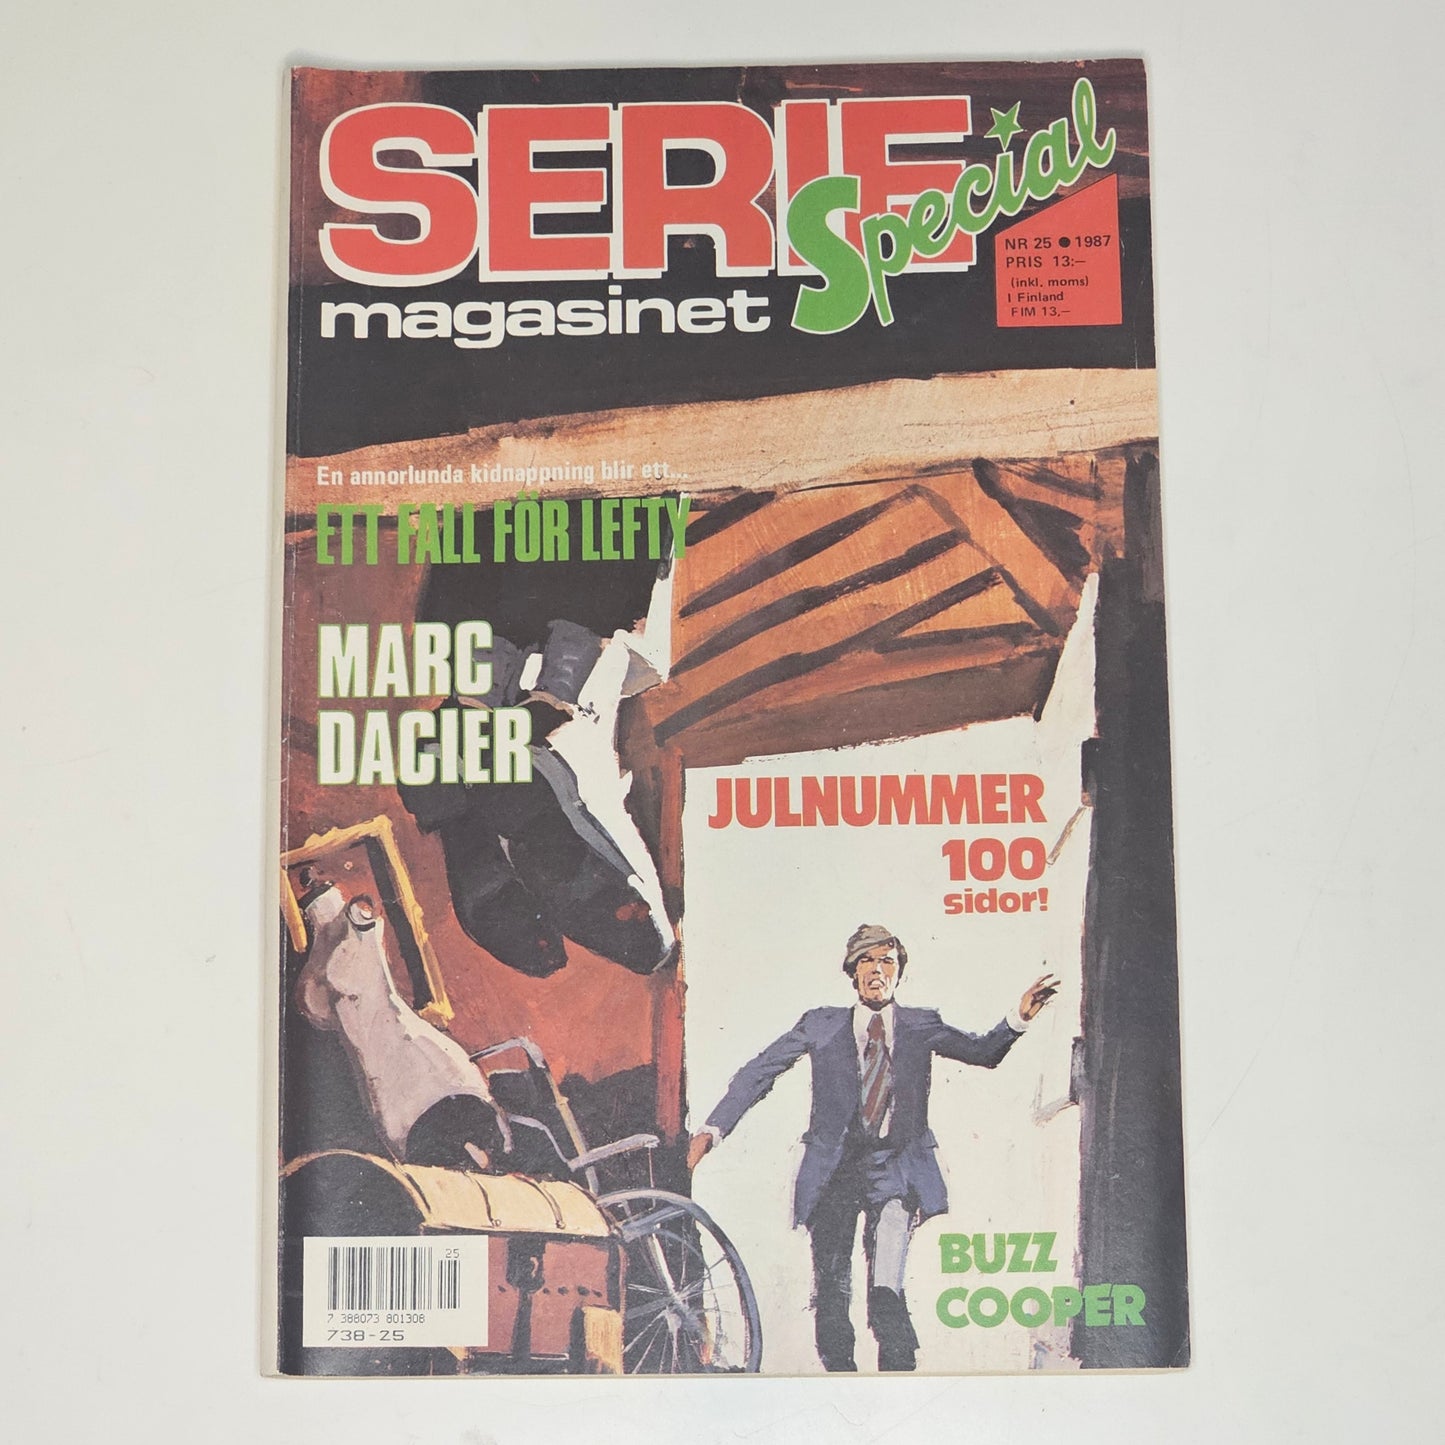 SERIE
Special
magasinet
NR 25 ● 1987
PRIS 13:—
(inkl. moms)
I Finland
FIM 13,—
En annorlunda kidnappning blir ett...
ETT FALL FÖR LEFTY
MARC
DACIER
JULNUMMER
100
sidor!
BUZZ
COOPER
25
7 388073 801308
738-25